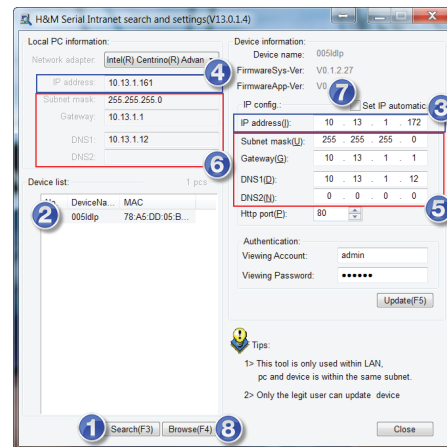 H&M Serial Intranet search and settings(V13.0.1.4)
Local PC information:
Network adapter: Intel(R) Centrino(R) Advan
4
IP address: 10.13.1.161
Subnet mask: 255.255.255.0
Gateway: 10.13.1.1
DNS1: 10.13.1.12
DNS2:
6
Device list: 1 pcs
DeviceNa... MAC
2
005ldlp 78:A5:DD:05:B...
1
Search(F3)
Browse(F4)
8
Device information:
Device name: 005ldlp
FirmwareSys-Ver: V0.1.2.27
FirmwareApp-Ver: V0
7
IP config.: Set IP automatic
3
IP address(I): 10 . 13 . 1 . 172
Subnet mask(U): 255 . 255 . 255 . 0
Gateway(G): 10 . 13 . 1 . 1
DNS1(D): 10 . 13 . 1 . 12
DNS2(N): 0 . 0 . 0 . 0
5
Http port(P): 80
Authentication:
Viewing Account: admin
Viewing Password: ••••••
Update(F5)
Tips:
1> This tool is only used within LAN,
pc and device is within the same subnet.
2> Only the legit user can update device
Close